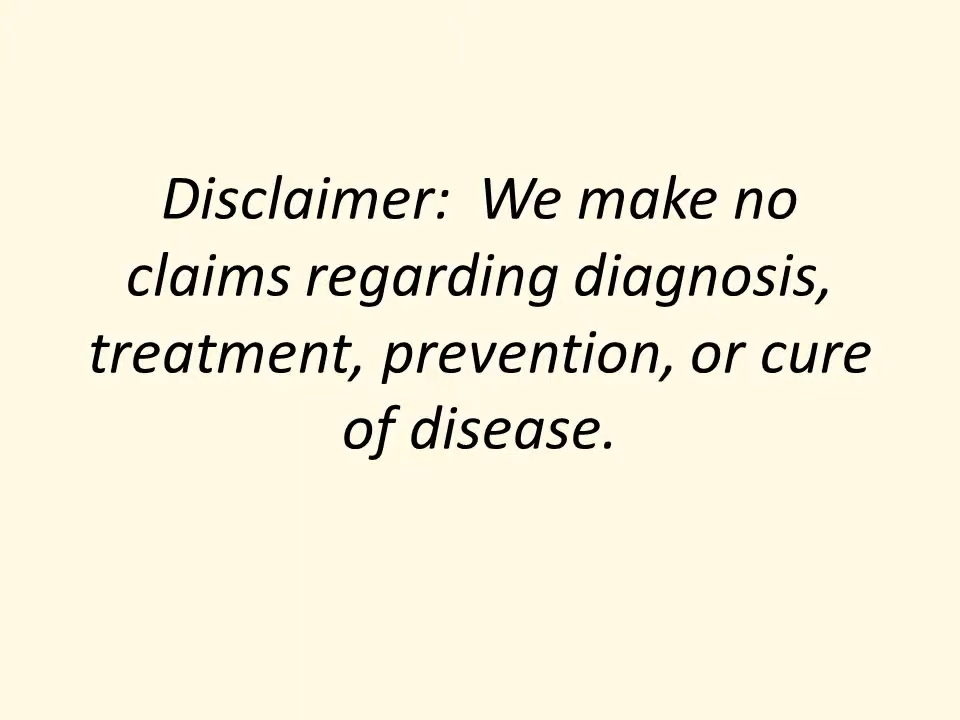 Disclaimer:  We make no
claims regarding diagnosis,
treatment, prevention, or cure
of disease.